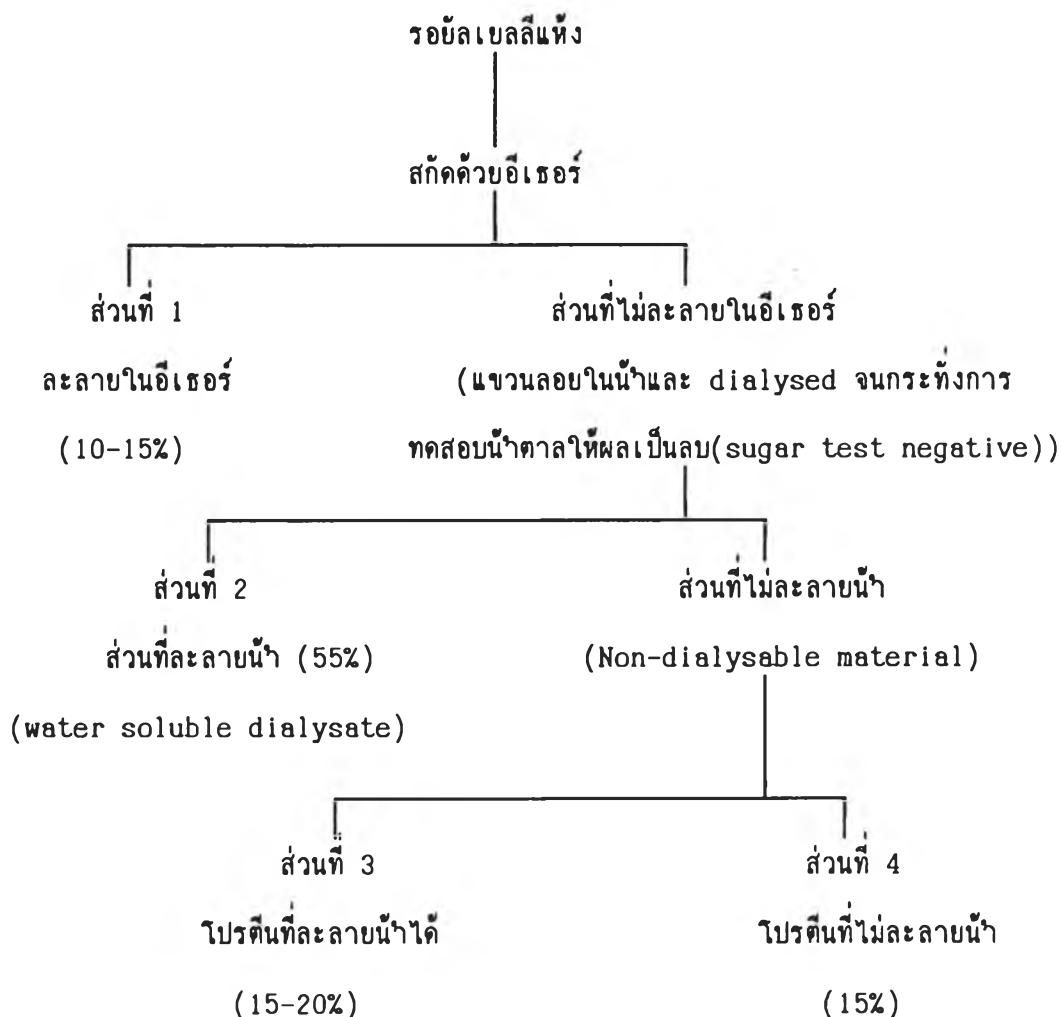 รอยัลเยลลีแห้ง
สกัดด้วยอีเธอร์
ส่วนที่ 1
ละลายในอีเธอร์
(10-15%)
ส่วนที่ไม่ละลายในอีเธอร์
(แขวนลอยในน้ำและ dialysed จนกระทั่งการ
ทดสอบน้ำตาลให้ผลเป็นลบ(sugar test negative))
ส่วนที่ 2
ส่วนที่ละลายน้ำ (55%)
(water soluble dialysate)
ส่วนที่ไม่ละลายน้ำ
(Non-dialysable material)
ส่วนที่ 3
โปรตีนที่ละลายน้ำได้
(15-20%)
ส่วนที่ 4
โปรตีนที่ไม่ละลายน้ำ
(15%)